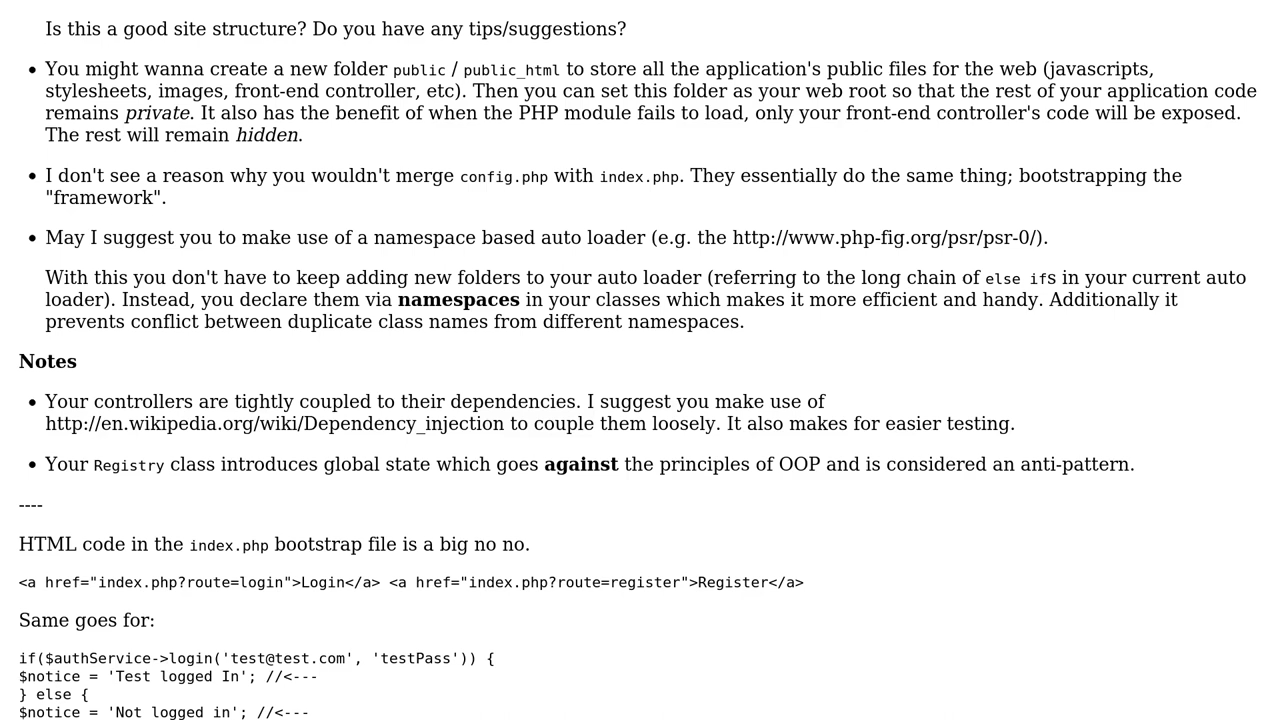 Is this a good site structure? Do you have any tips/suggestions?
• You might wanna create a new folder public / public_html to store all the application's public files for the web (javascripts,
stylesheets, images, front-end controller, etc). Then you can set this folder as your web root so that the rest of your application code
remains private. It also has the benefit of when the PHP module fails to load, only your front-end controller's code will be exposed.
The rest will remain hidden.
• I don't see a reason why you wouldn't merge config.php with index.php. They essentially do the same thing; bootstrapping the
"framework".
• May I suggest you to make use of a namespace based auto loader (e.g. the http://www.php-fig.org/psr/psr-0/).
With this you don't have to keep adding new folders to your auto loader (referring to the long chain of else ifs in your current auto
loader). Instead, you declare them via namespaces in your classes which makes it more efficient and handy. Additionally it
prevents conflict between duplicate class names from different namespaces.
Notes
• Your controllers are tightly coupled to their dependencies. I suggest you make use of
http://en.wikipedia.org/wiki/Dependency_injection to couple them loosely. It also makes for easier testing.
• Your Registry class introduces global state which goes against the principles of OOP and is considered an anti-pattern.
----
HTML code in the index.php bootstrap file is a big no no.
<a href="index.php?route=login">Login</a> <a href="index.php?route=register">Register</a>
Same goes for:
if($authService->login('test@test.com', 'testPass')) {
$notice = 'Test logged In'; //<---
} else {
$notice = 'Not logged in'; //<---